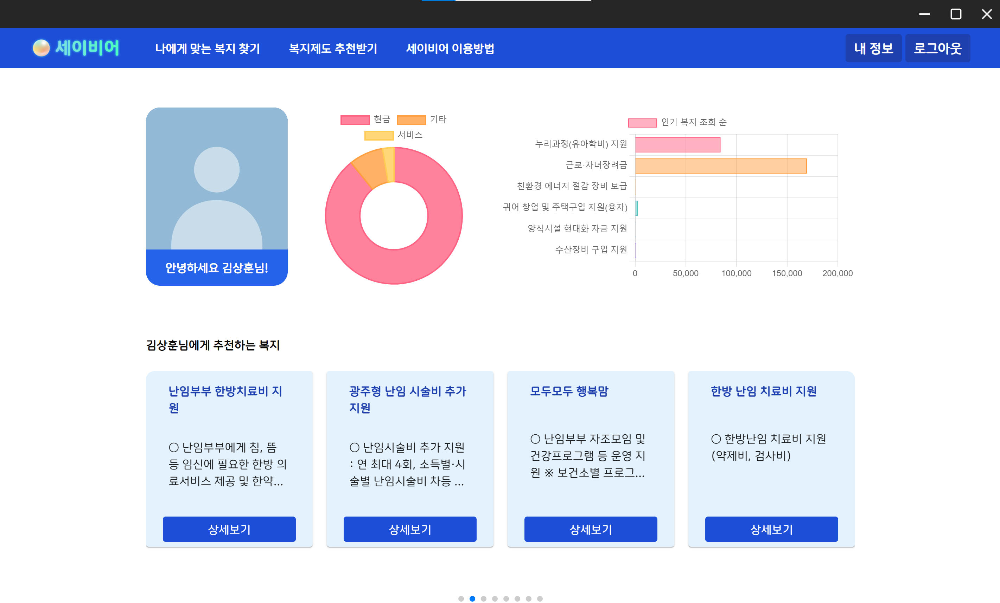 세이비어
나에게 맞는 복지 찾기
복지제도 추천받기
세이비어 이용방법
내 정보
로그아웃
안녕하세요 김상훈님!
현금
기타
서비스
인기 복지 조회 순
누리과정(유아학비) 지원
근로·자녀장려금
친환경 에너지 절감 장비 보급
귀어 창업 및 주택구입 지원(융자)
양식시설 현대화 자금 지원
수산장비 구입 지원
0
50,000
100,000
150,000
200,000
김상훈님에게 추천하는 복지
난임부부 한방치료비 지
원
○ 난임부부에게 침, 뜸
등 임신에 필요한 한방 의
료서비스 제공 및 한약...
상세보기
광주형 난임 시술비 추가
지원
○ 난임시술비 추가 지원
: 연 최대 4회, 소득별·시
술별 난임시술비 차등 ...
상세보기
모두모두 행복맘
○ 난임부부 자조모임 및
건강프로그램 등 운영 지
원 ※ 보건소별 프로그...
상세보기
한방 난임 치료비 지원
○ 한방난임 치료비 지원
(약제비, 검사비)
상세보기